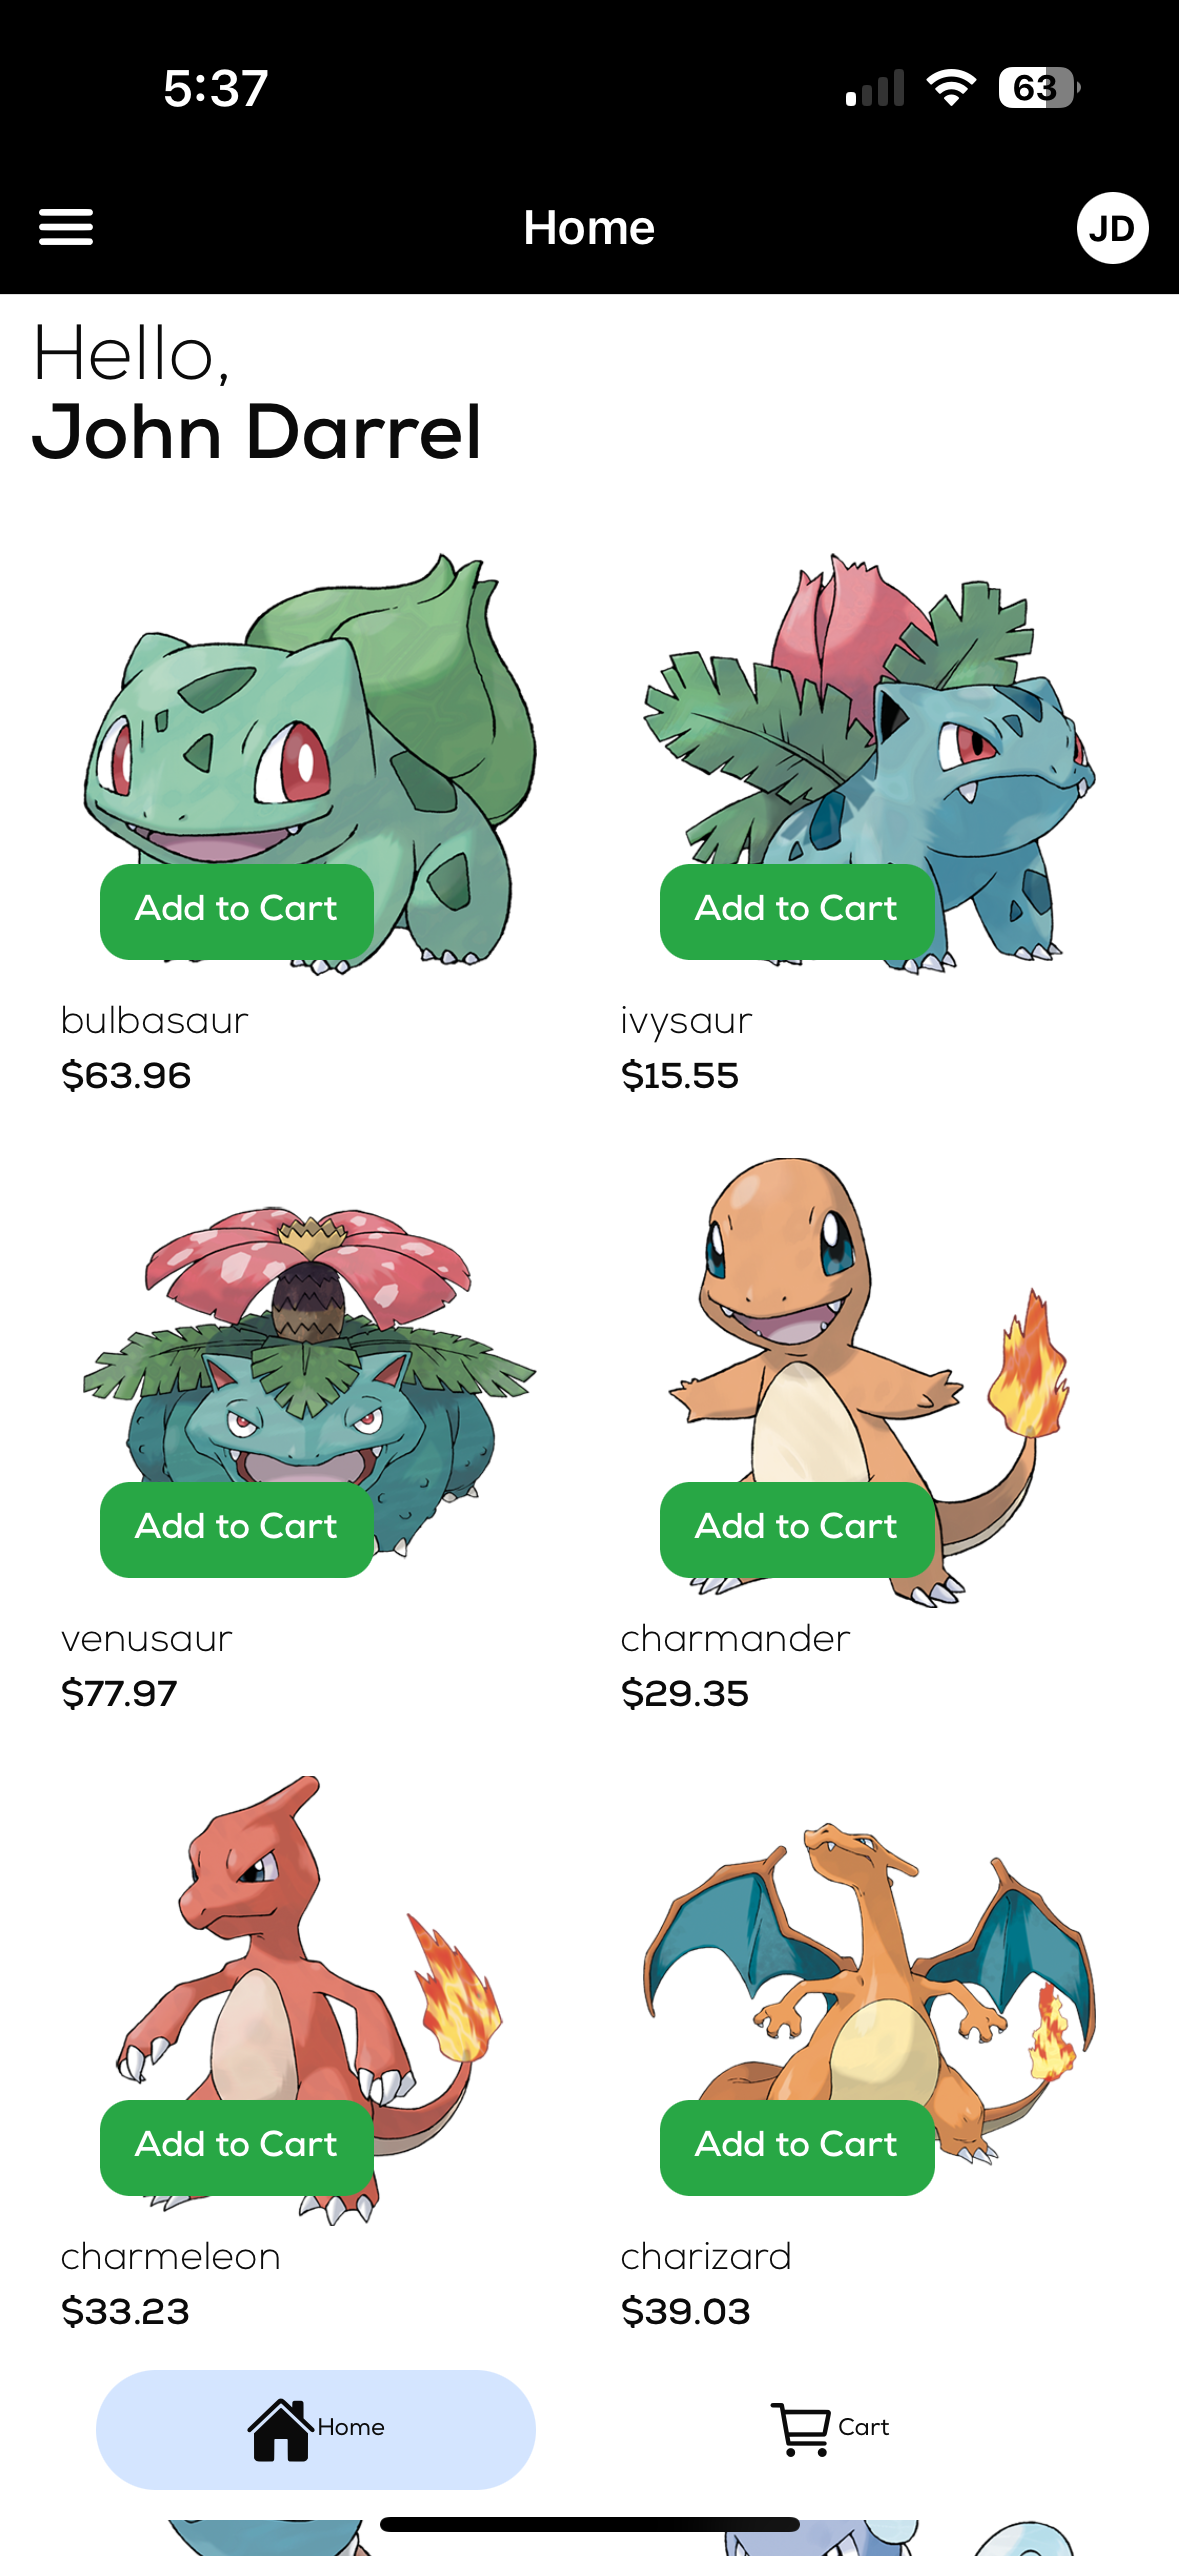 5:37
63
Home
JD
Hello,
John Darrel
Add to Cart
Add to Cart
bulbasaur
ivysaur
$63.96
$15.55
Add to Cart
Add to Cart
venusaur
charmander
$77.97
$29.35
Add to Cart
Add to Cart
charmeleon
charizard
$33.23
$39.03
Home
Cart